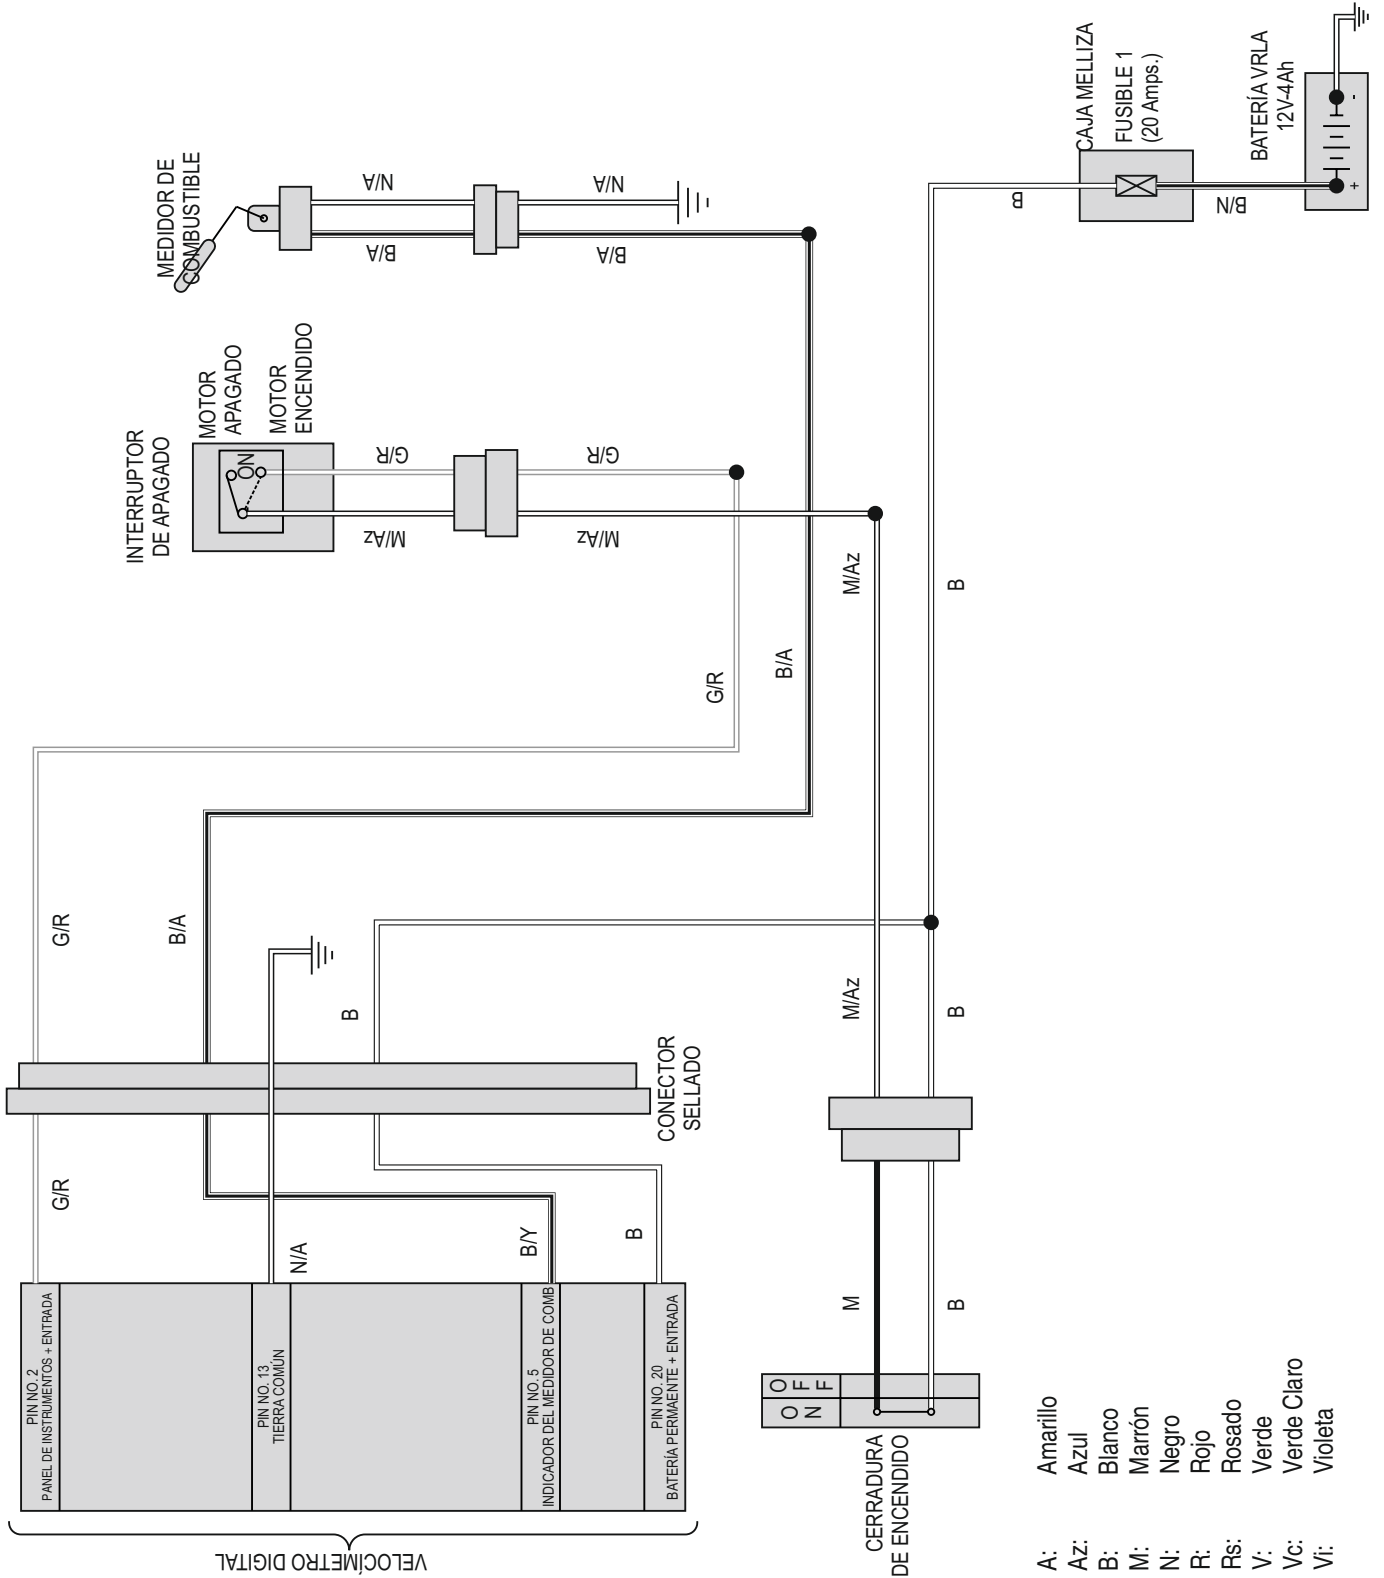 MEDIDOR DE
COMBUSTIBLE
N/A
N/A
B/A
B/A
INTERRUPTOR
DE APAGADO
MOTOR
APAGADO
MOTOR
ENCENDIDO
ON
G/R
G/R
M/Az
M/Az
CAJA MELLIZA
FUSIBLE 1
(20 Amps.)
BATERÍA VRLA
12V-4Ah
+
-
B
B/N
M/Az
B
G/R
B/A
G/R
B/A
B
M/Az
B
CONECTOR
SELLADO
G/R
N/A
B/Y
B
M
B
VELOCÍMETRO DIGITAL
PIN NO. 2
PANEL DE INSTRUMENTOS + ENTRADA
PIN NO. 13
TIERRA COMÚN
PIN NO. 5
INDICADOR DEL MEDIDOR DE COMB
PIN NO. 20
BATERÍA PERMAENTE + ENTRADA
CERRADURA
DE ENCENDIDO
OFF
ON
A: Amarillo
Az: Azul
B: Blanco
M: Marrón
N: Negro
R: Rojo
Rs: Rosado
V: Verde
Vc: Verde Claro
Vi: Violeta